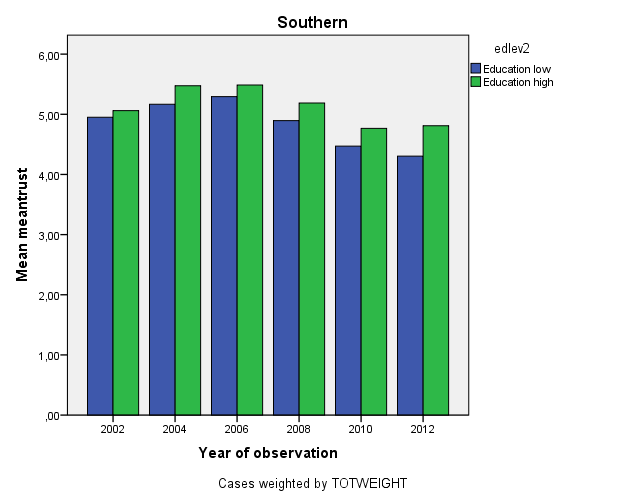 Southern
edlev2
Education low
Education high
Mean meantrust
6,00
5,00
4,00
3,00
2,00
1,00
,00
2002 2004 2006 2008 2010 2012
Year of observation
Cases weighted by TOTWEIGHT